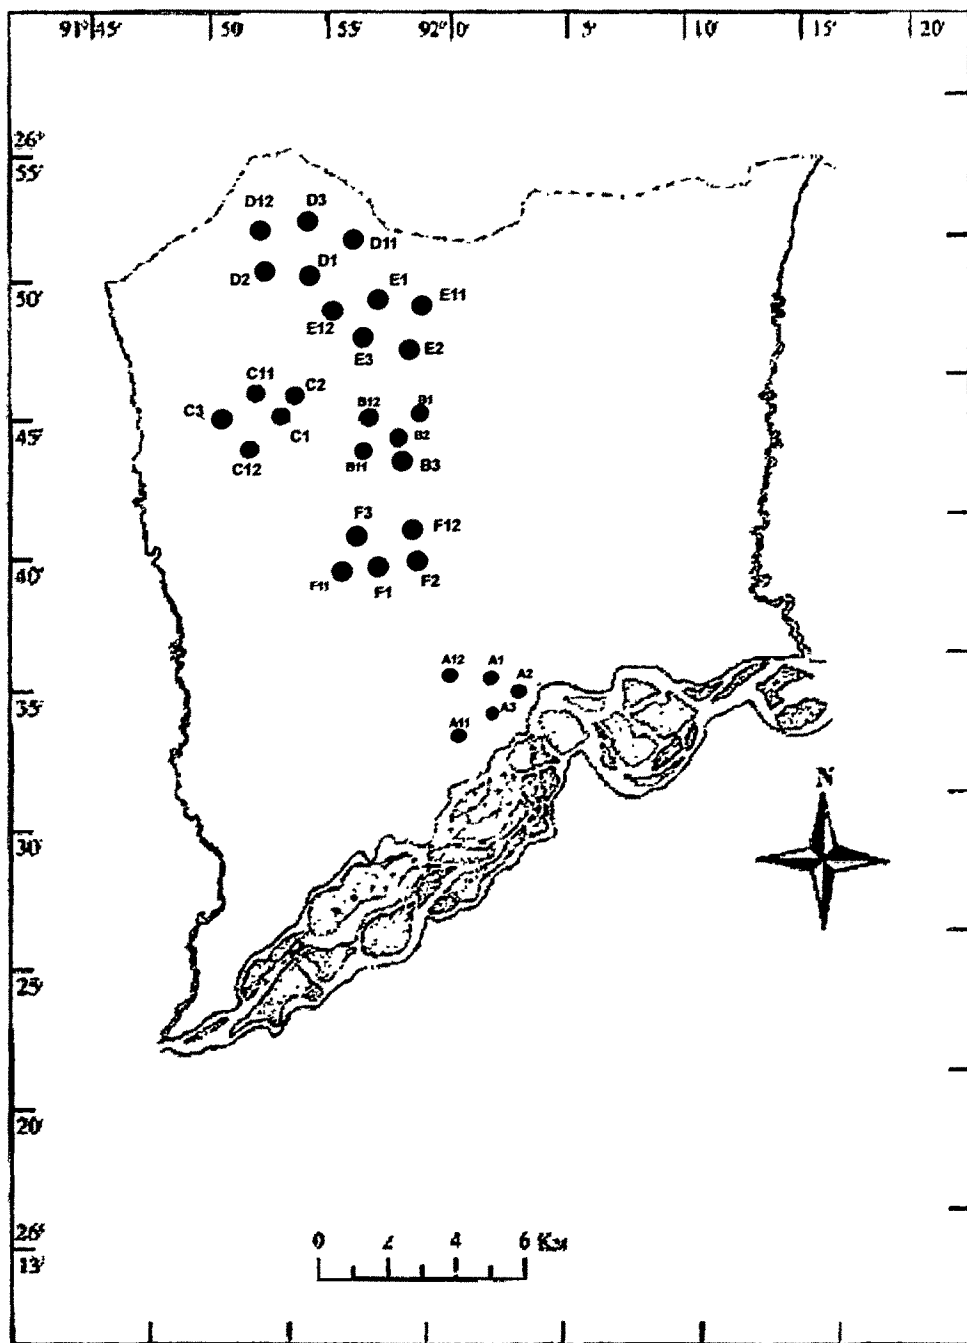 91° 45' 50' 55' 92° 0' 5' 10' 15' 20'
26°
55'
D12 D3
D11
D2 D1
50'
E1 E11
E12
E3 E2
C11 C2
C3 B12 B1
45' C1 B2
C12 B11 B3
F3 F12
40'
F11 F1 F2
A12 A1 A2
35' A3
A11
N
30'
25'
20'
0 2 4 6 Км
26°
13'